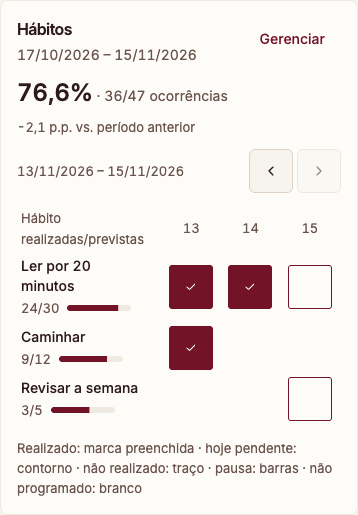 Hábitos
Gerenciar
17/10/2026 – 15/11/2026
76,6% · 36/47 ocorrências
-2,1 p.p. vs. período anterior
13/11/2026 – 15/11/2026
Hábito
realizadas/previstas
13 14 15
Ler por 20
minutos
24/30
Caminhar
9/12
Revisar a semana
3/5
Realizado: marca preenchida · hoje pendente:
contorno · não realizado: traço · pausa: barras · não
programado: branco